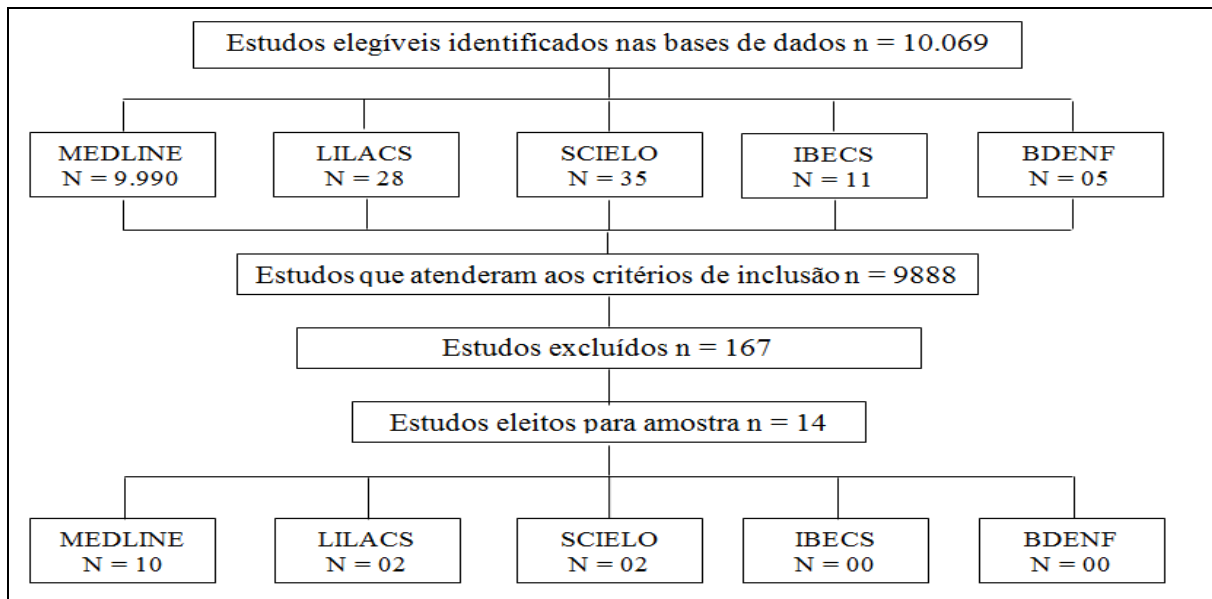 Estudos elegíveis identificados nas bases de dados n = 10.069
MEDLINE
N = 9.990
LILACS
N = 28
SCIELO
N = 35
IBECS
N = 11
BDENF
N = 05
Estudos que atenderam aos critérios de inclusão n = 9888
Estudos excluídos n = 167
Estudos eleitos para amostra n = 14
MEDLINE
N = 10
LILACS
N = 02
SCIELO
N = 02
IBECS
N = 00
BDENF
N = 00